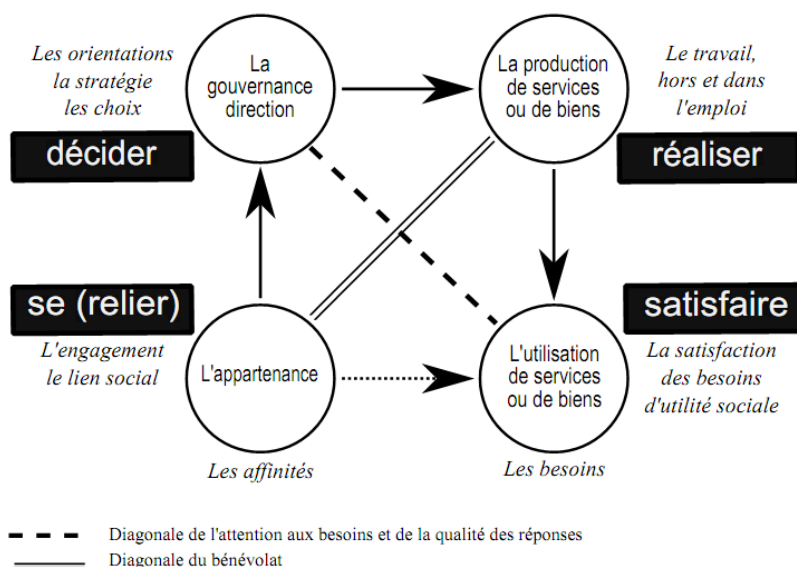 Les orientations
la stratégie
les choix
décider
La
gouvernance
direction
La production
de services
ou de biens
Le travail,
hors et dans
l'emploi
réaliser
se (relier)
L'engagement
le lien social
L'appartenance
Les affinités
L'utilisation
de services
ou de biens
Les besoins
satisfaire
La satisfaction
des besoins
d'utilité sociale
Diagonale de l'attention aux besoins et de la qualité des réponses
Diagonale du bénévolat